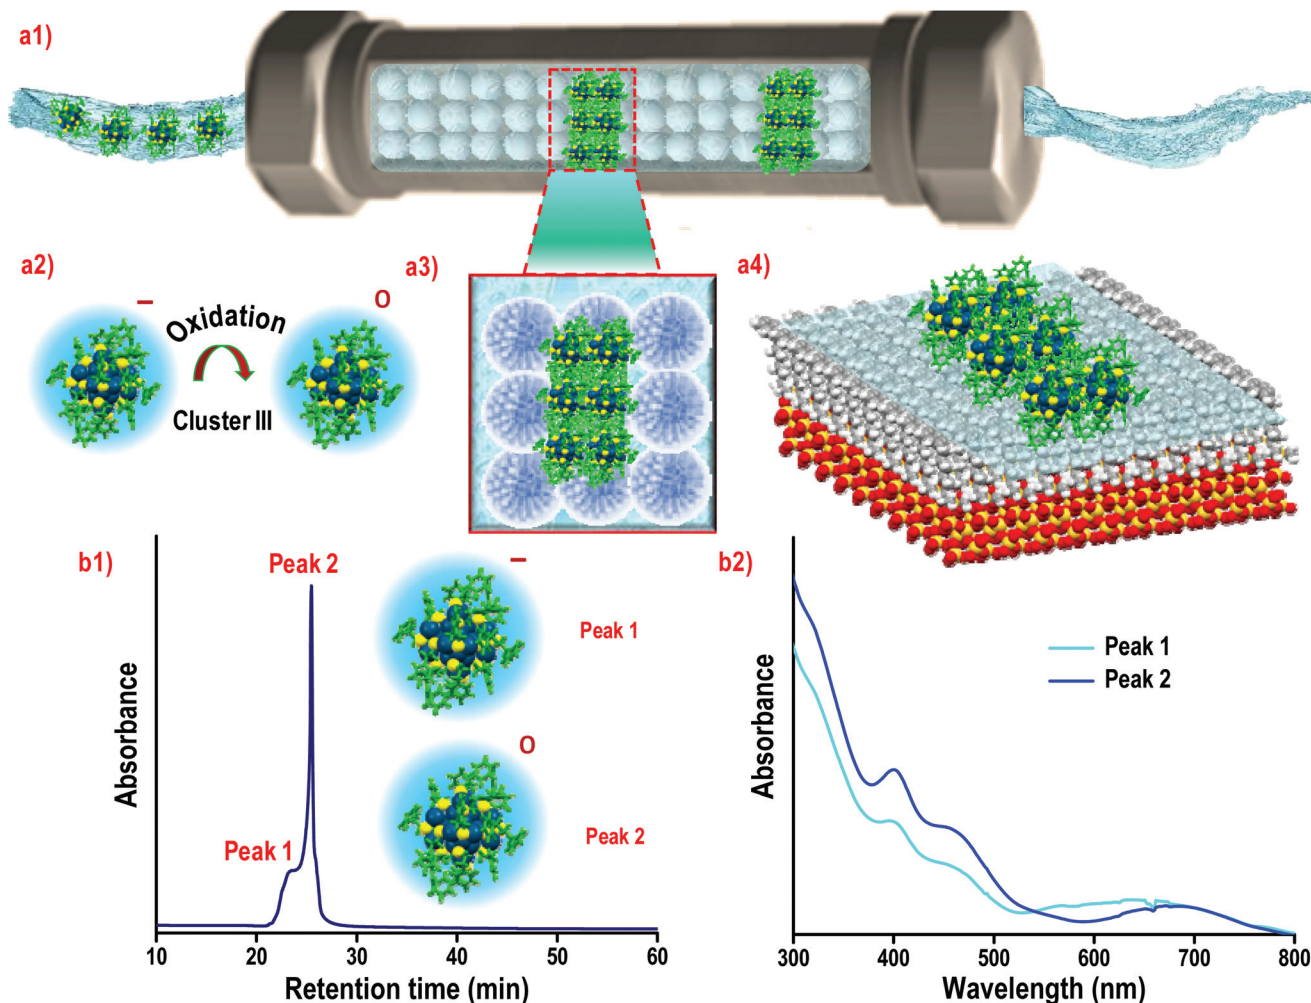 a1)
a2)
−
Oxidation
O
Cluster III
a3)
a4)
b1)
Peak 2
Peak 1
−
Peak 1
O
Peak 2
Absorbance
10 20 30 40 50 60
Retention time (min)
b2)
Peak 1
Peak 2
Absorbance
300 400 500 600 700 800
Wavelength (nm)